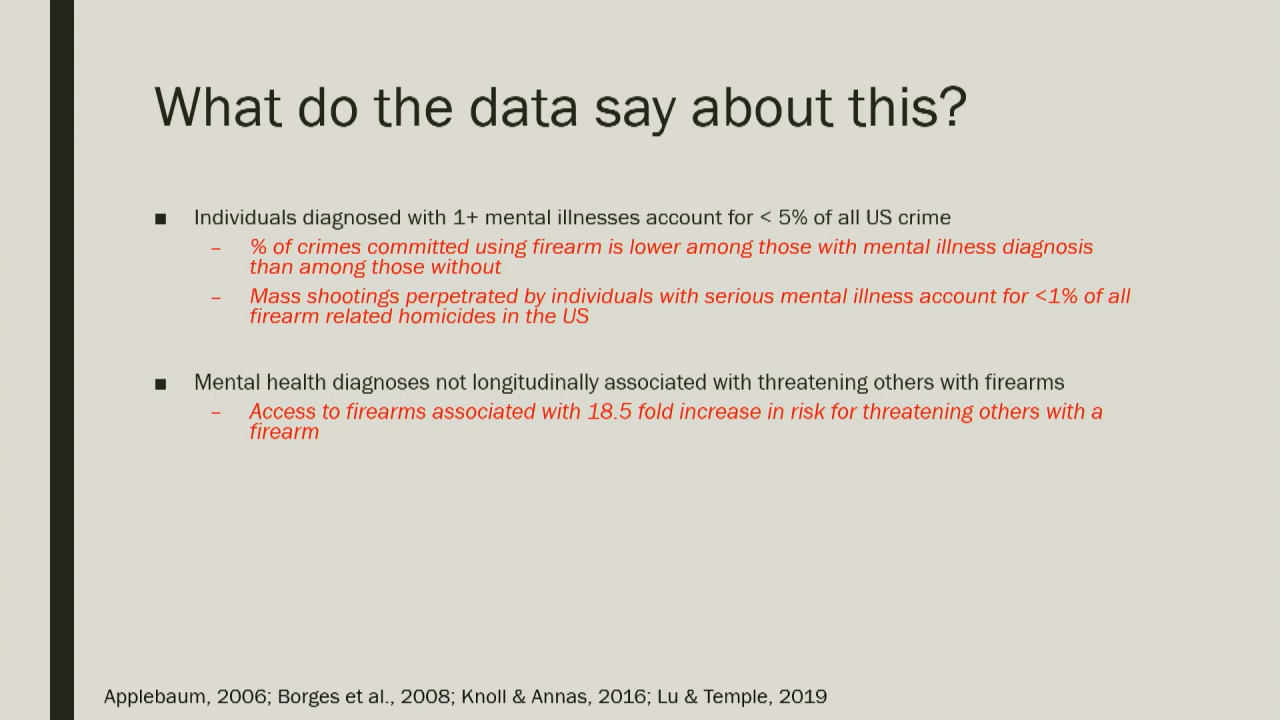 What do the data say about this?
■ Individuals diagnosed with 1+ mental illnesses account for < 5% of all US crime
– % of crimes committed using firearm is lower among those with mental illness diagnosis
than among those without
– Mass shootings perpetrated by individuals with serious mental illness account for <1% of all
firearm related homicides in the US
■ Mental health diagnoses not longitudinally associated with threatening others with firearms
– Access to firearms associated with 18.5 fold increase in risk for threatening others with a
firearm
Applebaum, 2006; Borges et al., 2008; Knoll & Annas, 2016; Lu & Temple, 2019